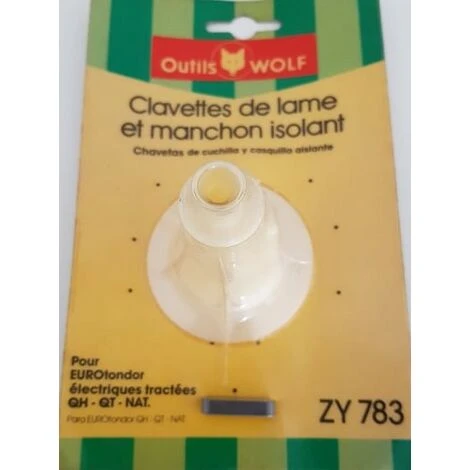 Outils WOLF
Clavettes de lame
et manchon isolant
Chavetas de cuchilla y casquillo aislante
Pour
EUROtondor
électriques tractées
QH - QT - NAT.
Para EUROtondor QH - QT - NAT.
ZY 783